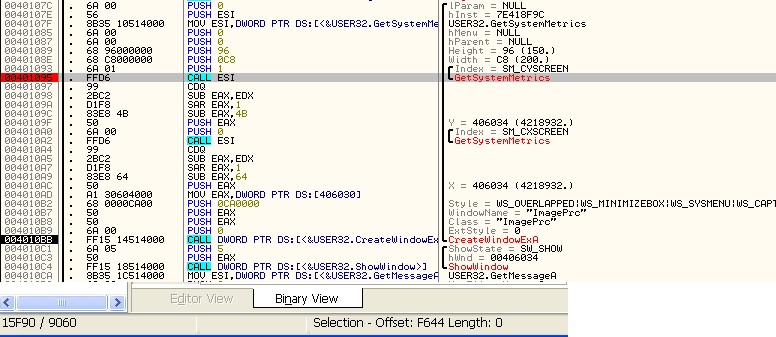 0040107C . 6A 00 PUSH 0 lParam = NULL
0040107E . 56 PUSH ESI hInst = 7E418F9C
0040107F . 8B35 10514000 MOV ESI,DWORD PTR DS:[<&USER32.GetSystemMe USER32.GetSystemMetrics
00401085 . 6A 00 PUSH 0 hMenu = NULL
00401087 . 6A 00 PUSH 0 hParent = NULL
00401089 . 68 96000000 PUSH 96 Height = 96 (150.)
0040108E . 68 C8000000 PUSH 0C8 Width = C8 (200.)
00401093 . 6A 01 PUSH 1 Index = SM_CYSCREEN
00401095 . FFD6 CALL ESI GetSystemMetrics
00401097 . 99 CDQ
00401098 . 2BC2 SUB EAX,EDX
0040109A . D1F8 SAR EAX,1
0040109C . 83E8 4B SUB EAX,4B
0040109F . 50 PUSH EAX Y = 406034 (4218932.)
004010A0 . 6A 00 PUSH 0 Index = SM_CXSCREEN
004010A2 . FFD6 CALL ESI GetSystemMetrics
004010A4 . 99 CDQ
004010A5 . 2BC2 SUB EAX,EDX
004010A7 . D1F8 SAR EAX,1
004010A9 . 83E8 64 SUB EAX,64
004010AC . 50 PUSH EAX X = 406034 (4218932.)
004010AD . A1 30604000 MOV EAX,DWORD PTR DS:[406030]
004010B2 . 68 0000CA00 PUSH 0CA0000 Style = WS_OVERLAPPED|WS_MINIMIZEBOX|WS_SYSMENU|WS_CAPT
004010B7 . 50 PUSH EAX WindowName = "ImagePrc"
004010B8 . 50 PUSH EAX Class = "ImagePrc"
004010B9 . 6A 00 PUSH 0 ExtStyle = 0
004010BB . FF15 14514000 CALL DWORD PTR DS:[<&USER32.CreateWindowEx CreateWindowExA
004010C1 . 6A 05 PUSH 5 ShowState = SW_SHOW
004010C3 . 50 PUSH EAX hWnd = 00406034
004010C4 . FF15 18514000 CALL DWORD PTR DS:[<&USER32.ShowWindow>] ShowWindow
004010CA . 8B35 1C514000 MOV ESI,DWORD PTR DS:[<&USER32.GetMessageA USER32.GetMessageA
Editor View Binary View
15F90 / 9060 Selection - Offset: F644 Length: 0